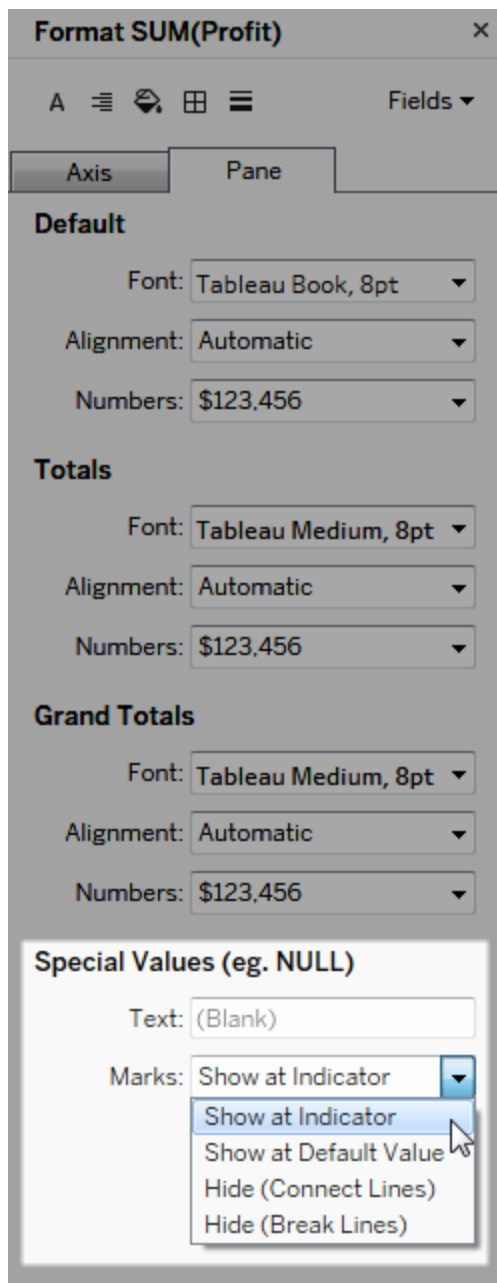 Format SUM(Profit) ×
A Fields
Axis Pane
Default
Font: Tableau Book, 8pt
Alignment: Automatic
Numbers: $123,456
Totals
Font: Tableau Medium, 8pt
Alignment: Automatic
Numbers: $123,456
Grand Totals
Font: Tableau Medium, 8pt
Alignment: Automatic
Numbers: $123,456
Special Values (eg. NULL)
Text: (Blank)
Marks: Show at Indicator
Show at Indicator
Show at Default Value
Hide (Connect Lines)
Hide (Break Lines)